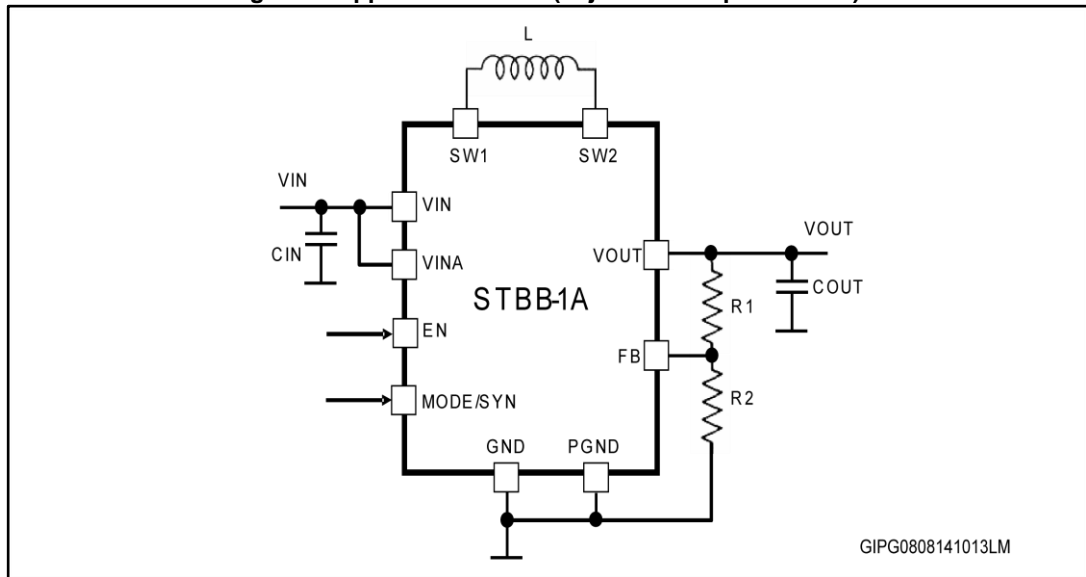 L
SW1
SW2
VIN
VIN
CIN
VINA
VOUT
VOUT
STBB-1A
COUT
R1
EN
FB
MODE/SYN
R2
GND
PGND
GIPG0808141013LM